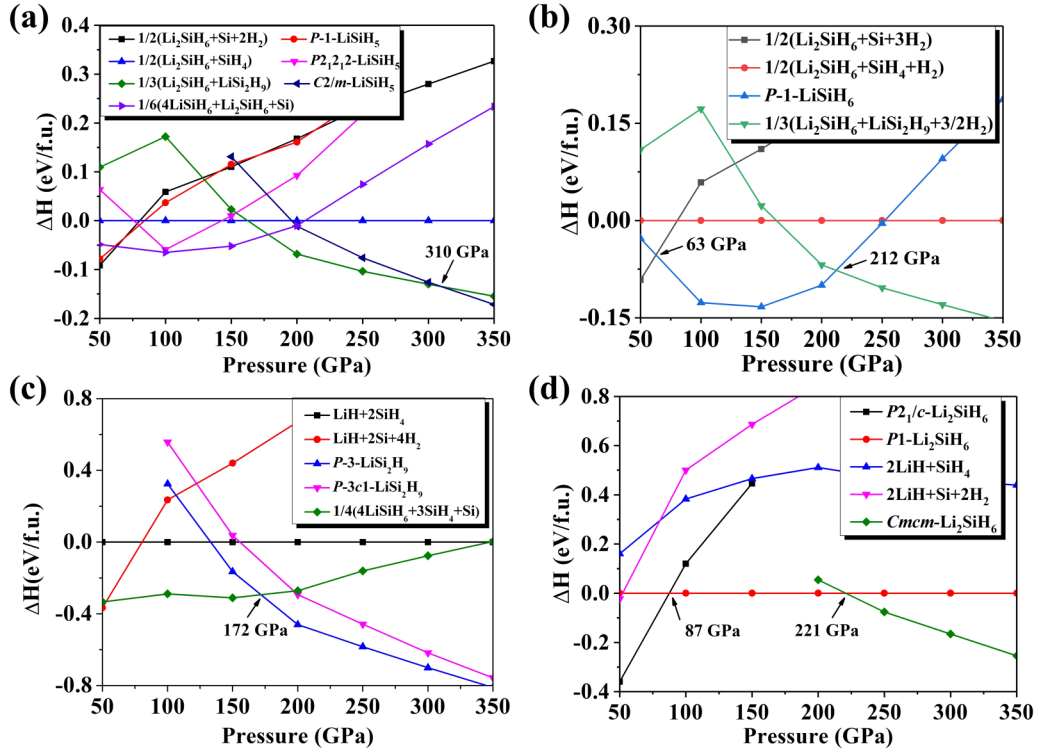 (a)
0.4
0.3
0.2
0.1
0.0
-0.1
-0.2
ΔH (eV/f.u.)
1/2(Li₂SiH₆+Si+2H₂)
1/2(Li₂SiH₆+SiH₄)
1/3(Li₂SiH₆+LiSi₂H₉)
1/6(4LiSiH₆+Li₂SiH₆+Si)
P-1-LiSiH₅
P2₁2₁2-LiSiH₅
C2/m-LiSiH₅
310 GPa
50 100 150 200 250 300 350
Pressure (GPa)
(b)
0.15
0.00
-0.15
ΔH (eV/f.u.)
1/2(Li₂SiH₆+Si+3H₂)
1/2(Li₂SiH₆+SiH₄+H₂)
P-1-LiSiH₆
1/3(Li₂SiH₆+LiSi₂H₉+3/2H₂)
63 GPa
212 GPa
50 100 150 200 250 300 350
Pressure (GPa)
(c)
0.8
0.4
0.0
-0.4
-0.8
ΔH(eV/f.u.)
LiH+2SiH₄
LiH+2Si+4H₂
P-3-LiSi₂H₉
P-3c1-LiSi₂H₉
1/4(4LiSiH₆+3SiH₄+Si)
172 GPa
50 100 150 200 250 300 350
Pressure (GPa)
(d)
0.8
0.6
0.4
0.2
0.0
-0.2
-0.4
ΔH (eV/f.u.)
P2₁/c-Li₂SiH₆
P1-Li₂SiH₆
2LiH+SiH₄
2LiH+Si+2H₂
Cmcm-Li₂SiH₆
87 GPa
221 GPa
50 100 150 200 250 300 350
Pressure (GPa)